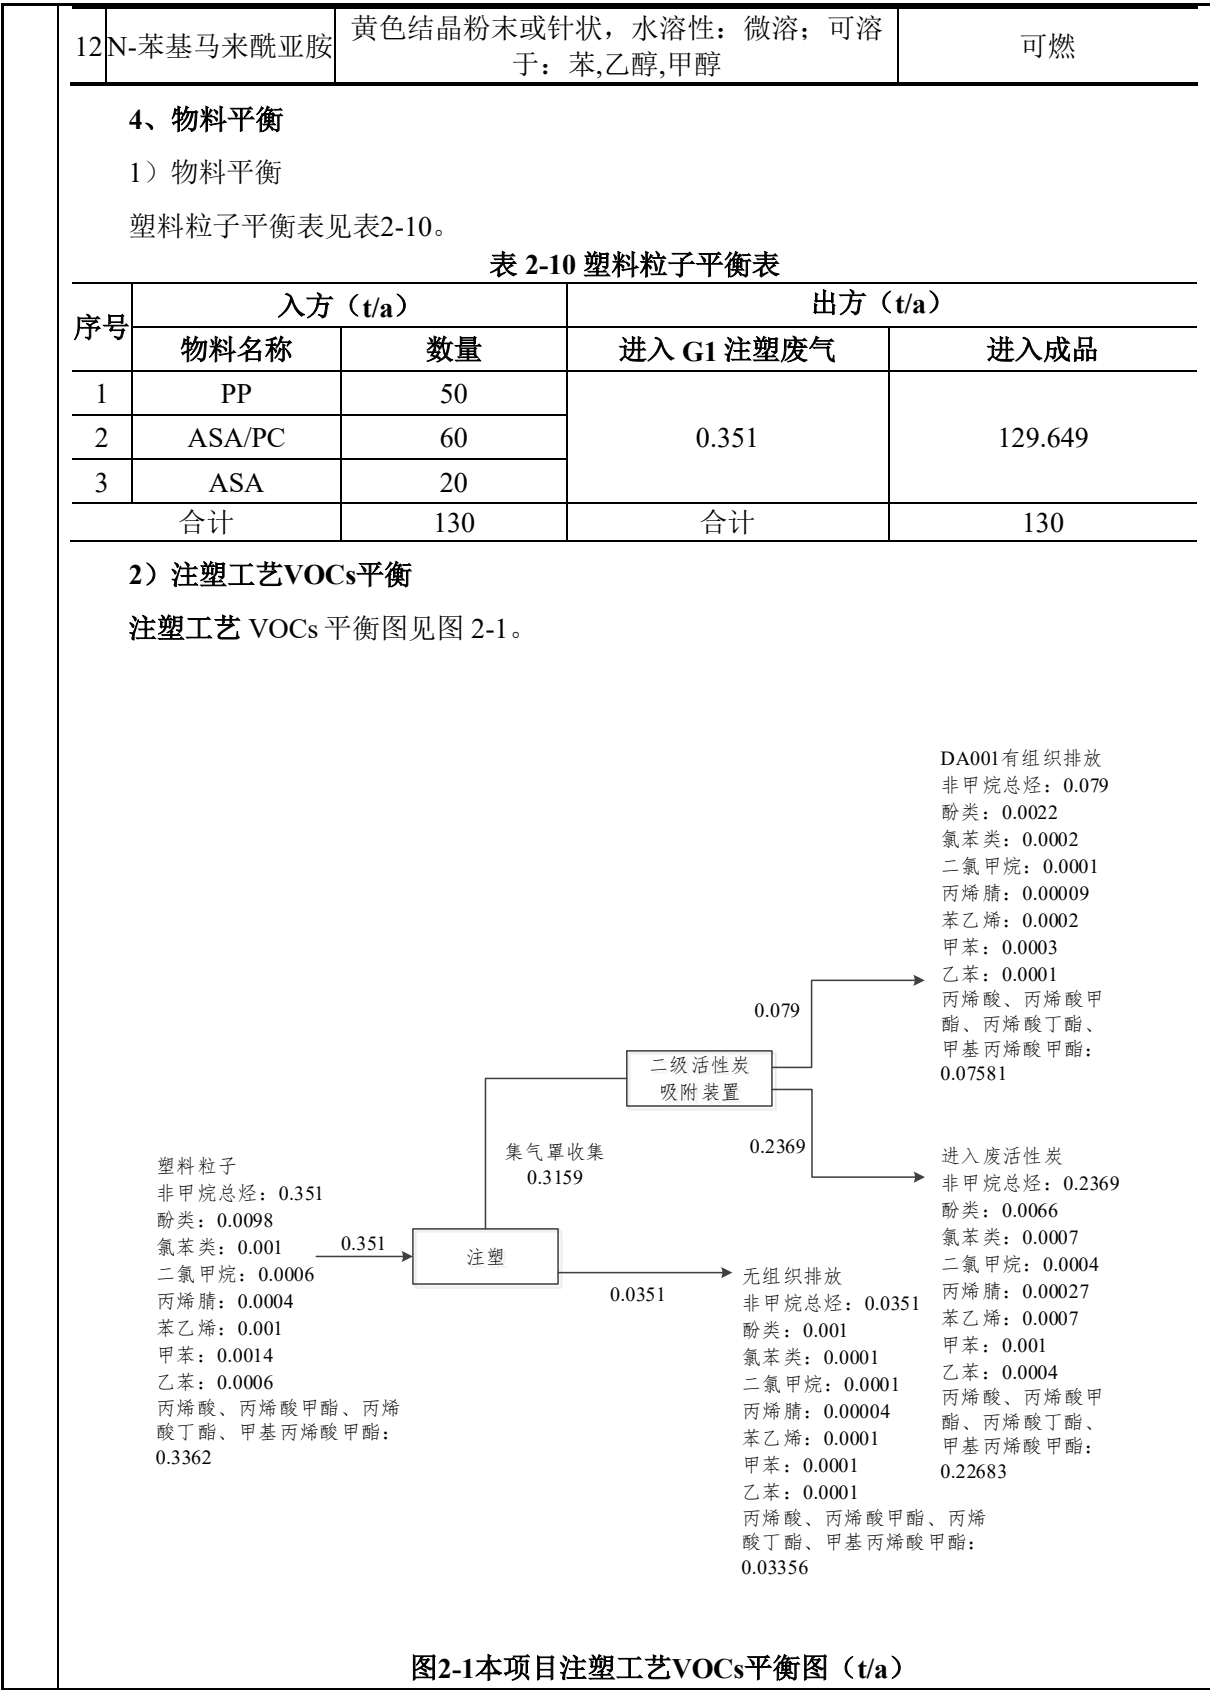 12 N-苯基马来酰亚胺 黄色结晶粉末或针状，水溶性：微溶；可溶 可燃
于：苯,乙醇,甲醇
4、物料平衡
1）物料平衡
塑料粒子平衡表见表2-10。
表 2-10 塑料粒子平衡表
序号 入方（t/a） 出方（t/a）
物料名称 数量 进入 G1 注塑废气 进入成品
1 PP 50
2 ASA/PC 60 0.351 129.649
3 ASA 20
合计 130 合计 130
2）注塑工艺VOCs平衡
注塑工艺 VOCs 平衡图见图 2-1。
DA001有组织排放
非甲烷总烃：0.079
酚类：0.0022
氯苯类：0.0002
二氯甲烷：0.0001
丙烯腈：0.00009
苯乙烯：0.0002
甲苯：0.0003
乙苯：0.0001
丙烯酸、丙烯酸甲
酯、丙烯酸丁酯、
甲基丙烯酸甲酯：
0.07581
0.079
二级活性炭
吸附装置
0.2369
集气罩收集
0.3159
进入废活性炭
非甲烷总烃：0.2369
酚类：0.0066
氯苯类：0.0007
二氯甲烷：0.0004
丙烯腈：0.00027
苯乙烯：0.0007
甲苯：0.001
乙苯：0.0004
丙烯酸、丙烯酸甲
酯、丙烯酸丁酯、
甲基丙烯酸甲酯：
0.22683
塑料粒子
非甲烷总烃：0.351
酚类：0.0098
氯苯类：0.001
二氯甲烷：0.0006
丙烯腈：0.0004
苯乙烯：0.001
甲苯：0.0014
乙苯：0.0006
丙烯酸、丙烯酸甲酯、丙烯
酸丁酯、甲基丙烯酸甲酯：
0.3362
0.351
注塑
0.0351
无组织排放
非甲烷总烃：0.0351
酚类：0.001
氯苯类：0.0001
二氯甲烷：0.0001
丙烯腈：0.00004
苯乙烯：0.0001
甲苯：0.0001
乙苯：0.0001
丙烯酸、丙烯酸甲酯、丙烯
酸丁酯、甲基丙烯酸甲酯：
0.03356
图2-1本项目注塑工艺VOCs平衡图（t/a）